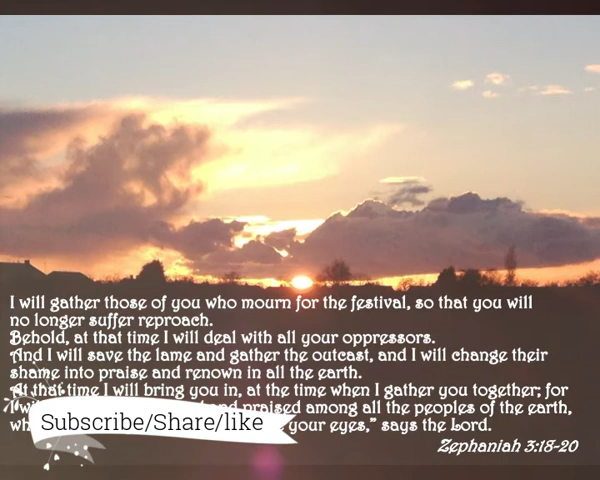 I will gather those of you who mourn for the festival, so that you will
no longer suffer reproach.
Behold, at that time I will deal with all your oppressors.
And I will save the lame and gather the outcast, and I will change their
shame into praise and renown in all the earth.
At that time I will bring you in, at the time when I gather you together; for
I praised among all the peoples of the earth,
your eyes," says the Lord.
Subscribe/Share/like
Zephaniah 3:18-20